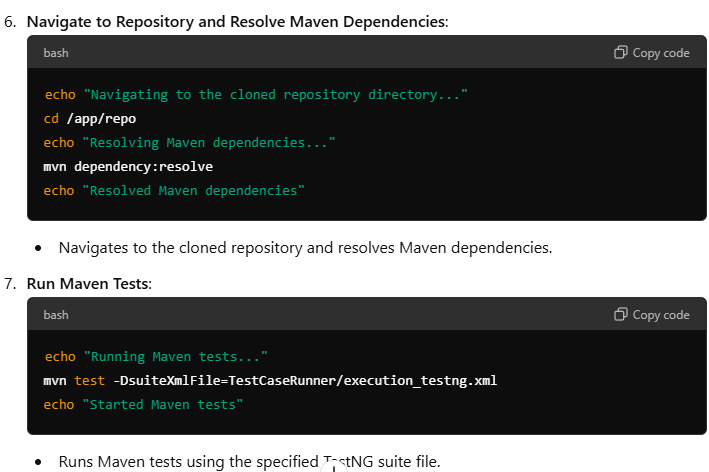 6. Navigate to Repository and Resolve Maven Dependencies:
bash Copy code
echo "Navigating to the cloned repository directory..."
cd /app/repo
echo "Resolving Maven dependencies..."
mvn dependency:resolve
echo "Resolved Maven dependencies"
• Navigates to the cloned repository and resolves Maven dependencies.
7. Run Maven Tests:
bash Copy code
echo "Running Maven tests..."
mvn test -DsuiteXmlFile=TestCaseRunner/execution_testng.xml
echo "Started Maven tests"
• Runs Maven tests using the specified TestNG suite file.